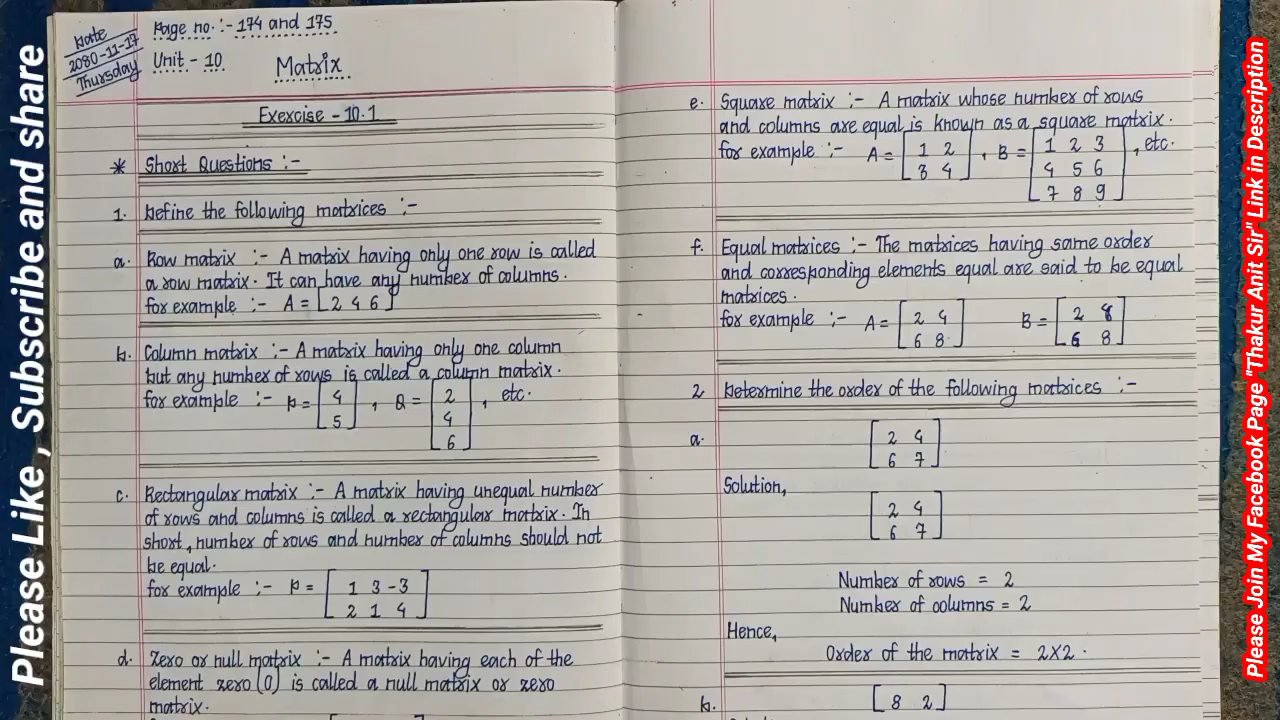 Please Like , Subscribe and share
Date
2080-11-17
Thursday
Page no. :- 174 and 175
Unit - 10
Matrix
Exercise - 10.1
* Short Questions :-
1. Define the following matrices :-
a. Row matrix :- A matrix having only one row is called
a row matrix. It can have any number of columns.
for example :- A = [2 4 6]
b. Column matrix :- A matrix having only one column
but any number of rows is called a column matrix.
for example :- P = [4 , Q = [2 , etc.
5] 4
6]
c. Rectangular matrix :- A matrix having unequal number
of rows and columns is called a rectangular matrix. In
short, number of rows and number of columns should not
be equal.
for example :- P = [1 3 -3
2 1 4]
d. Zero or null matrix :- A matrix having each of the
element zero (0) is called a null matrix or zero
matrix.
e. Square matrix :- A matrix whose number of rows
and columns are equal is known as a square matrix.
for example :- A = [1 2 , B = [1 2 3 , etc.
3 4] 4 5 6
7 8 9]
f. Equal matrices :- The matrices having same order
and corresponding elements equal are said to be equal
matrices.
for example :- A = [2 4 B = [2 8
6 8] 6 8]
2 Determine the order of the following matrices :-
a. [2 4
6 7]
Solution,
[2 4
6 7]
Number of rows = 2
Number of columns = 2
Hence,
Order of the matrix = 2X2.
b. [8 2]
Please Join My Facebook Page "Thakur Anit Sir" Link in Description